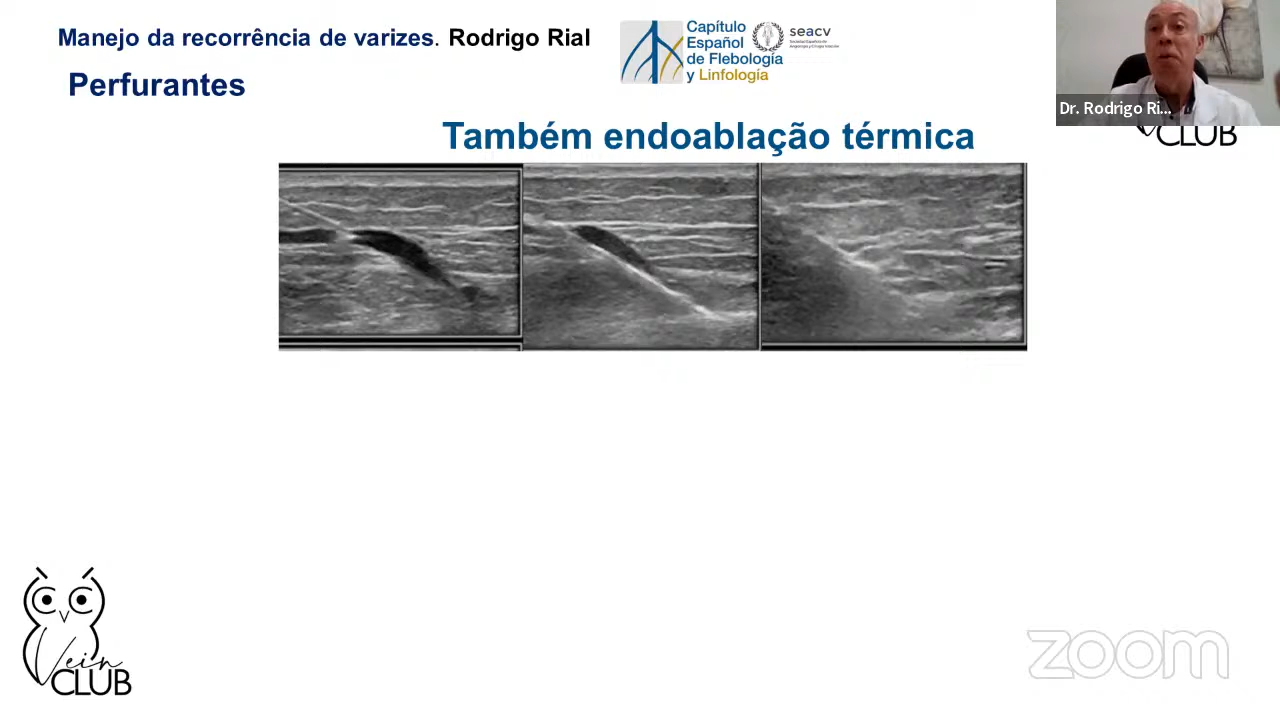 Manejo da recorrência de varizes. Rodrigo Rial
Perfurantes
Capítulo
Español
de Flebología
y Linfología
seacv
Dr. Rodrigo Ri...
CLUB
Também endoablação térmica
Vein
CLUB
zoom